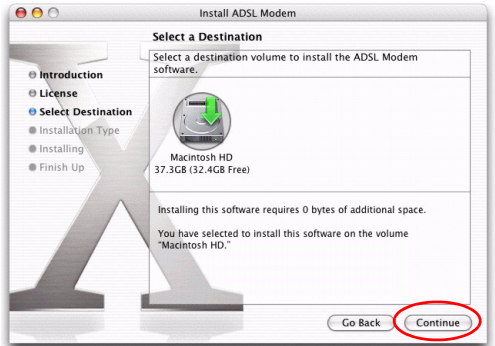 Install ADSL Modem
Select a Destination
Introduction
License
Select Destination
Installation Type
Installing
Finish Up
Select a destination volume to install the ADSL Modem
software.
Macintosh HD
37.3GB (32.4GB Free)
Installing this software requires 0 bytes of additional space.
You have selected to install this software on the volume
“Macintosh HD.”
Go Back
Continue